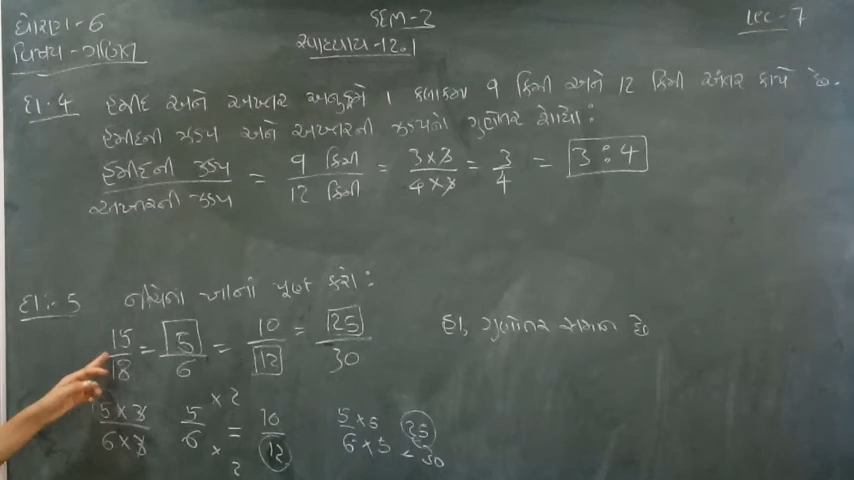 ધોરણ-6
SEM-2
Lec-7
વિષય-ગણિત
સ્વાધ્યાય-12.1
દા.4 હમીદ અને અખ્તર અનુક્રમે 1 કલાકમાં 9 કિમી અને 12 કિમી અંતર કાપે છે.
હમીદની ઝડપ અને અખ્તરની ઝડપનો ગુણોત્તર શોધો:
હમીદની ઝડપ / અખ્તરની ઝડપ = 9 કિમી / 12 કિમી = 3×3 / 4×3 = 3/4 = 3:4
દા.5 નીચેના ખાનાં પૂર્ણ કરો:
15/18 = 5/6 = 10/12 = 25/30 હા, ગુણોત્તર સમાન છે
5×3 / 6×3 5/6 ×2 ×2 = 10/12 5×5 / 6×5 = 25/30